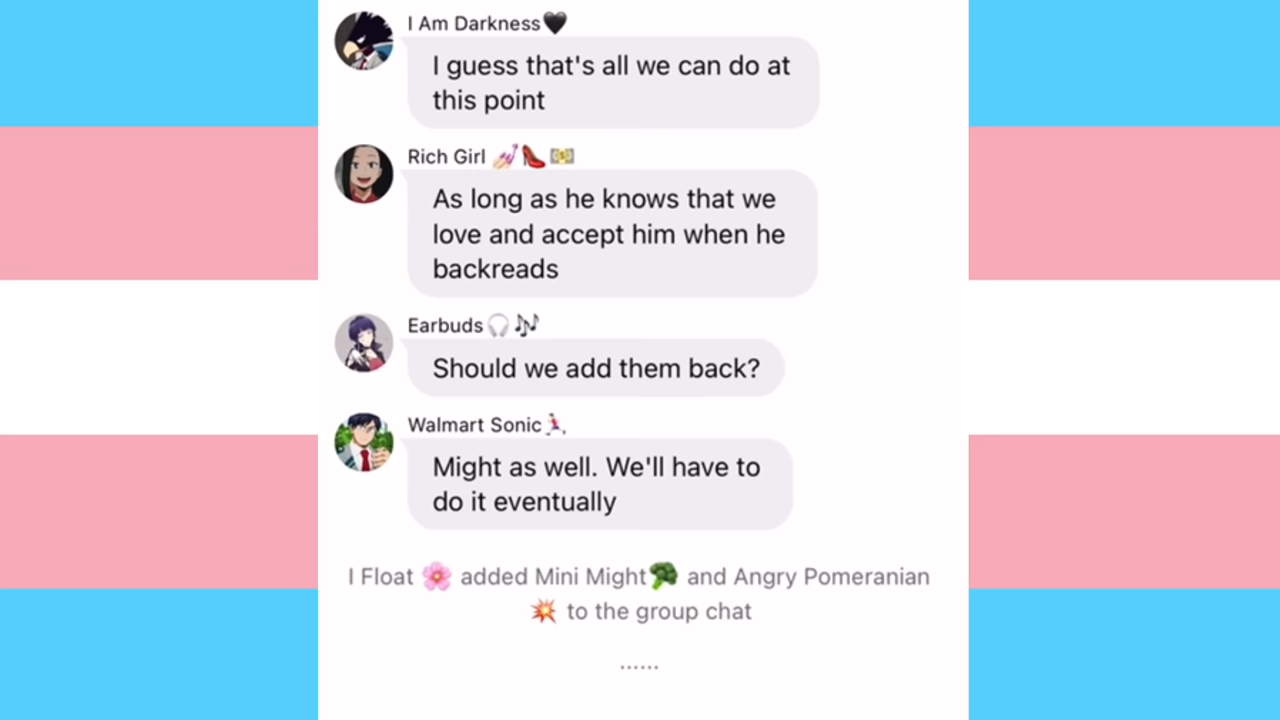 I Am Darkness🖤
I guess that's all we can do at
this point
Rich Girl 💅🏻👠💵
As long as he knows that we
love and accept him when he
backreads
Earbuds🎧🎶
Should we add them back?
Walmart Sonic🏃🏻‍♀️
Might as well. We'll have to
do it eventually
I Float 🌸 added Mini Might🥦 and Angry Pomeranian
💥 to the group chat
......